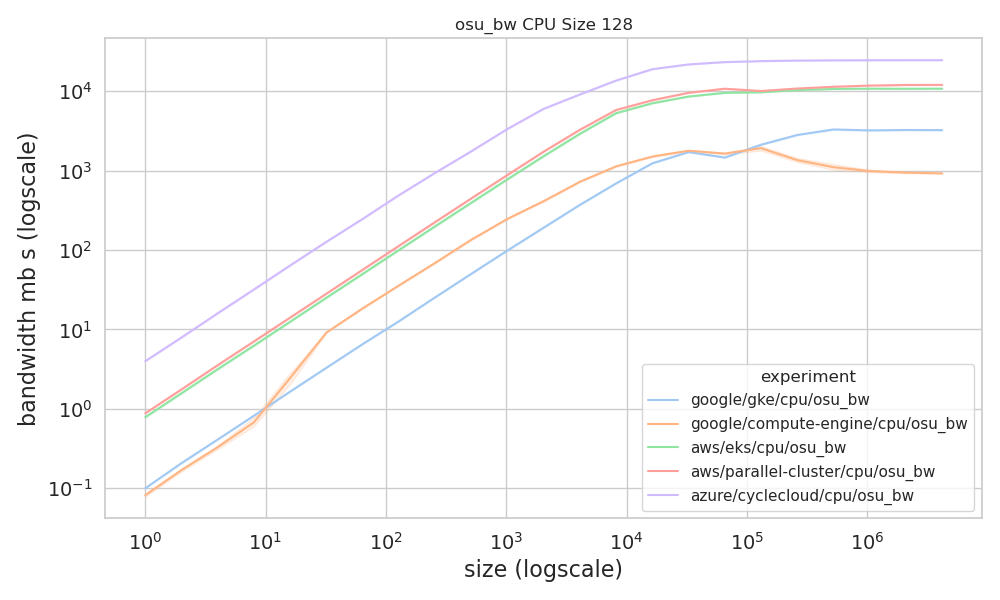 osu_bw CPU Size 128
bandwidth mb s (logscale)
10^4
10^3
10^2
10^1
10^0
10^-1
experiment
google/gke/cpu/osu_bw
google/compute-engine/cpu/osu_bw
aws/eks/cpu/osu_bw
aws/parallel-cluster/cpu/osu_bw
azure/cyclecloud/cpu/osu_bw
10^0 10^1 10^2 10^3 10^4 10^5 10^6
size (logscale)